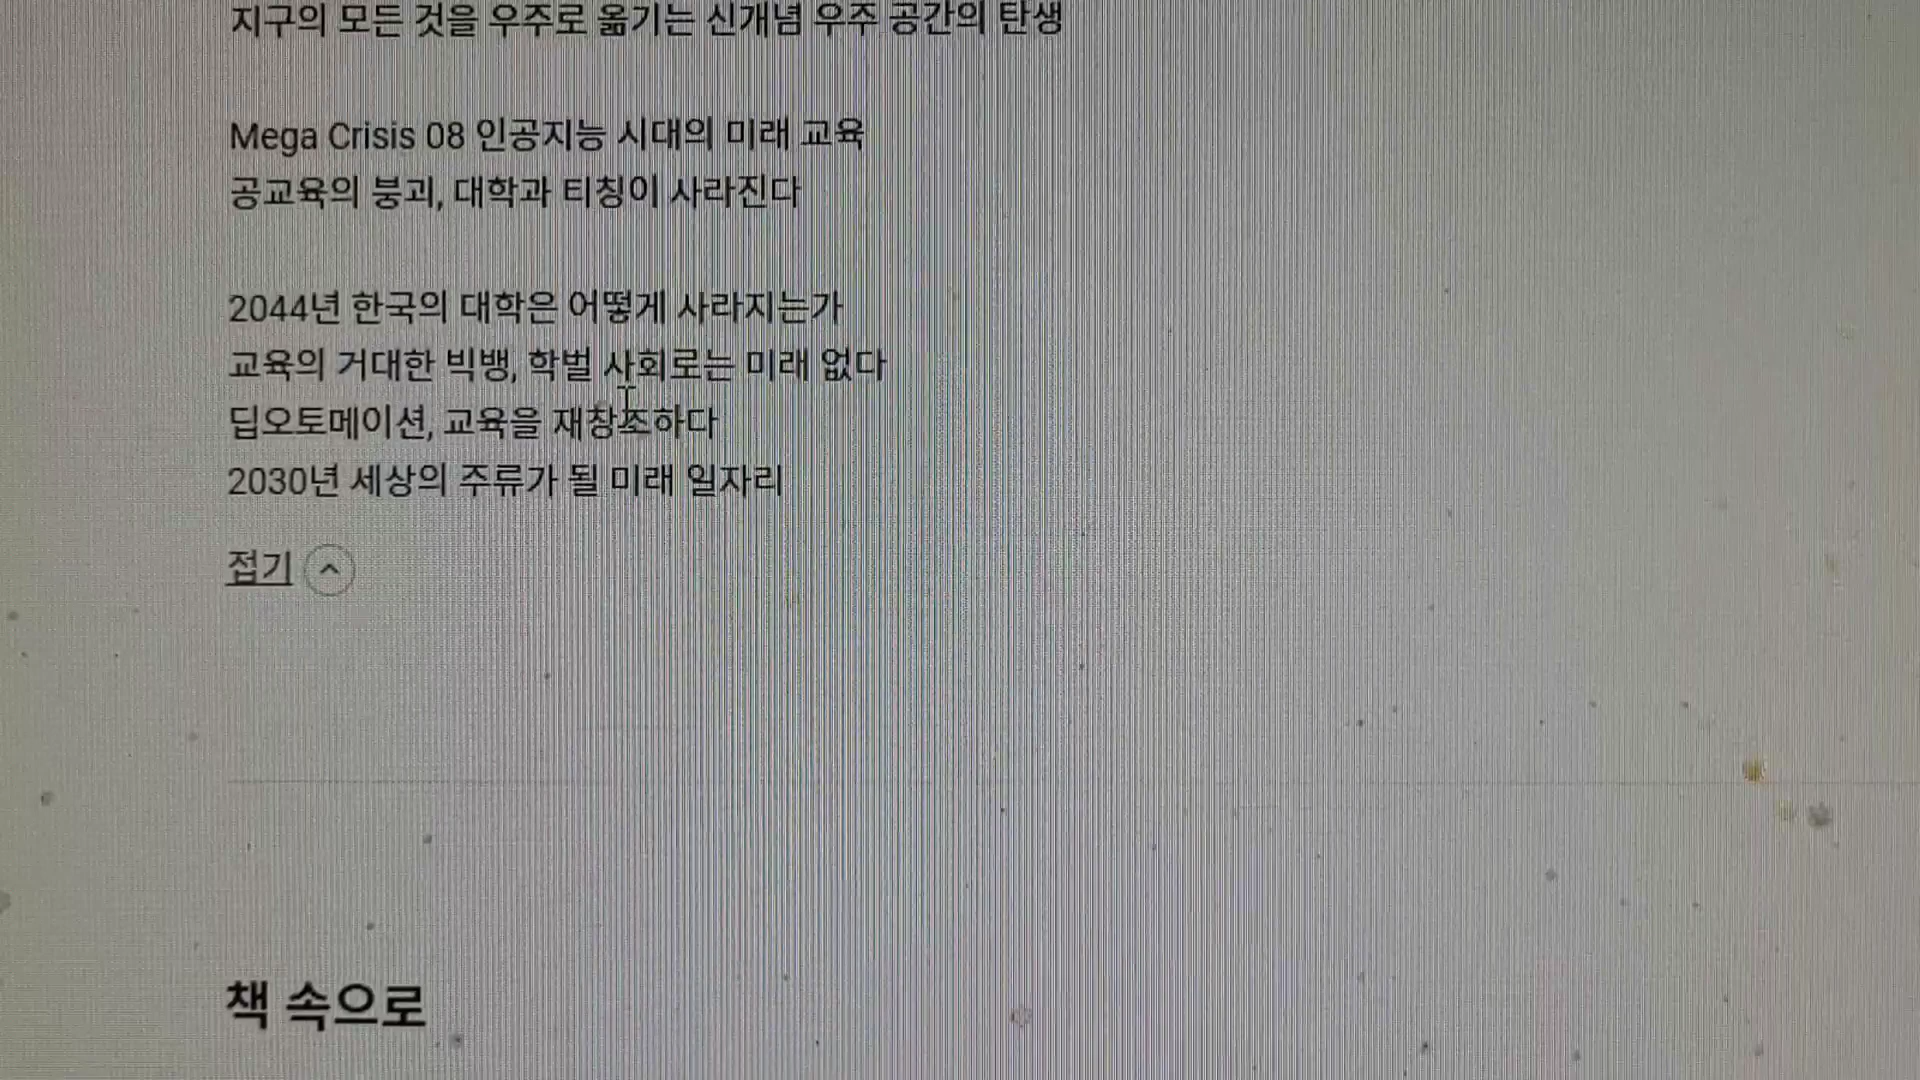 지구의 모든 것을 우주로 옮기는 신개념 우주 공간의 탄생
Mega Crisis 08 인공지능 시대의 미래 교육
공교육의 붕괴, 대학과 티칭이 사라진다
2044년 한국의 대학은 어떻게 사라지는가
교육의 거대한 빅뱅, 학벌 사회로는 미래 없다
딥오토메이션, 교육을 재창조하다
2030년 세상의 주류가 될 미래 일자리
접기
책 속으로